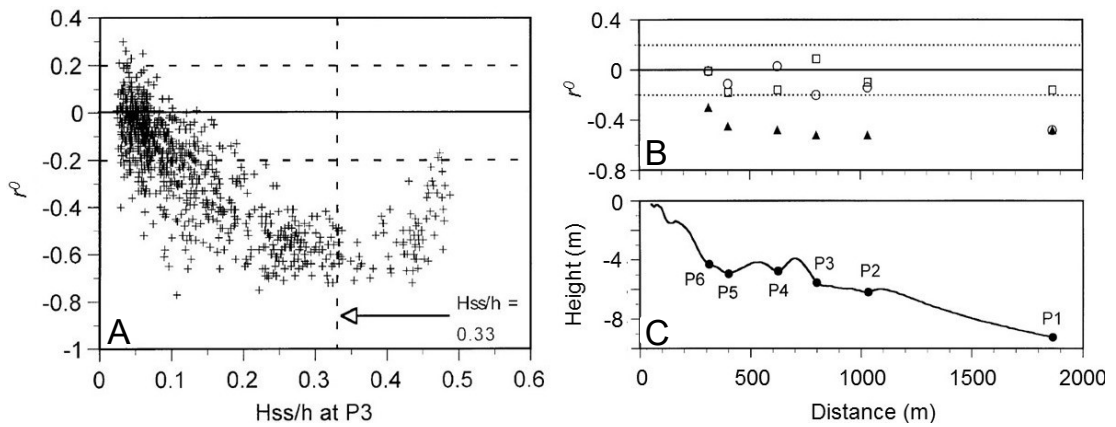 0.4
0.2
0
-0.2
-0.4
-0.6
-0.8
-1
r⁰
A
Hss/h =
0.33
0 0.1 0.2 0.3 0.4 0.5 0.6
Hss/h at P3
0.4
0
-0.4
-0.8
r⁰
B
0
-4
-8
Height (m)
C
P6
P5
P4
P3
P2
P1
0 500 1000 1500 2000
Distance (m)